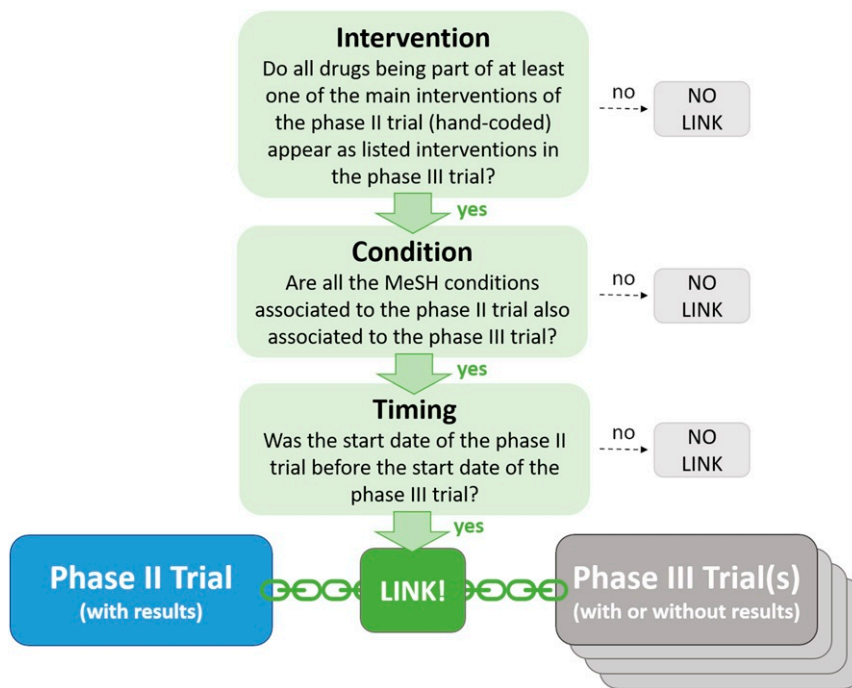 Intervention
Do all drugs being part of at least
one of the main interventions of
the phase II trial (hand-coded)
appear as listed interventions in
the phase III trial?
no
NO
LINK
yes
Condition
Are all the MeSH conditions
associated to the phase II trial also
associated to the phase III trial?
no
NO
LINK
yes
Timing
Was the start date of the phase II
trial before the start date of the
phase III trial?
no
NO
LINK
yes
Phase II Trial
(with results)
LINK!
Phase III Trial(s)
(with or without results)